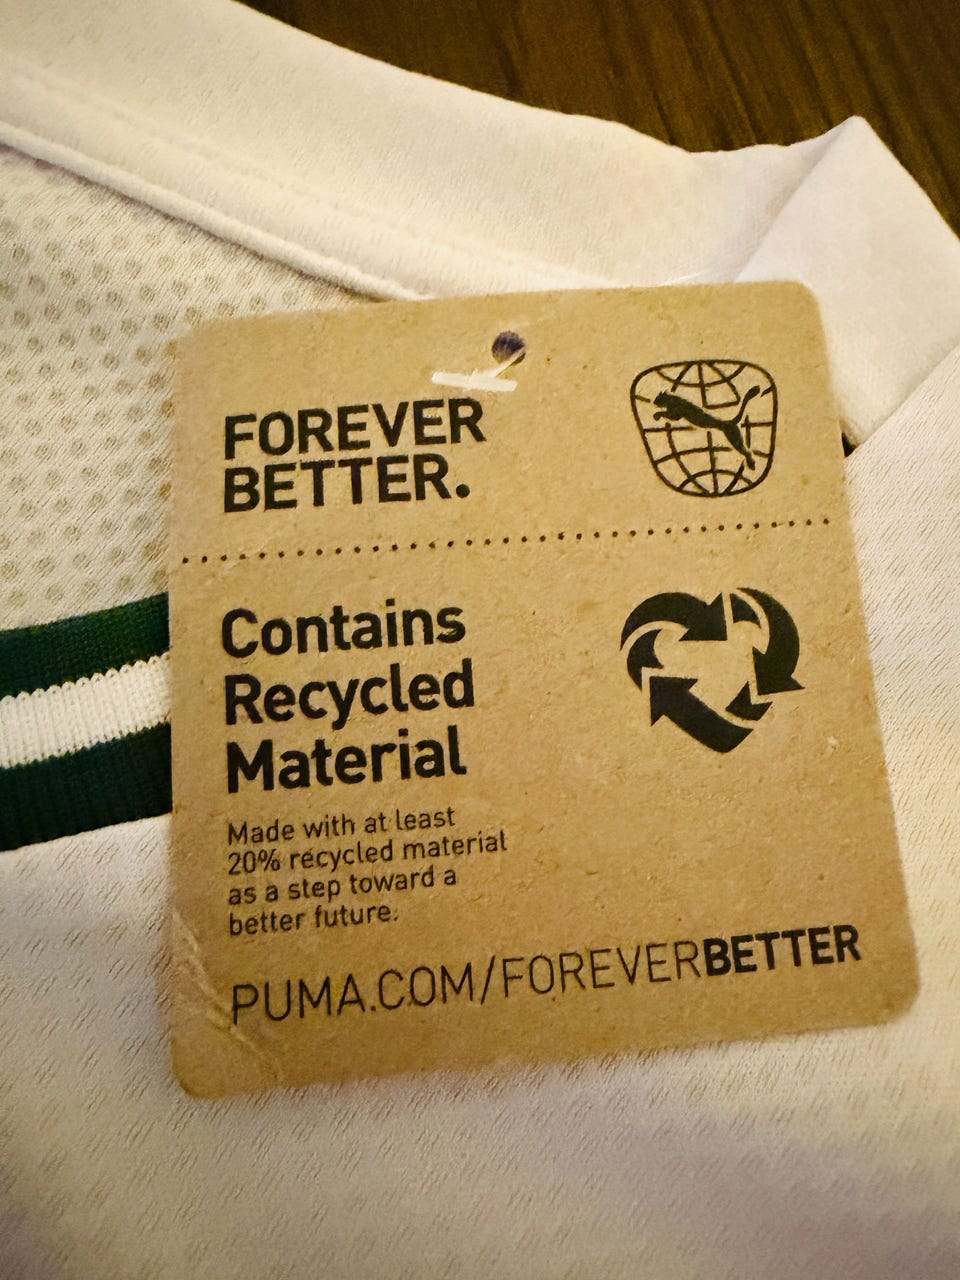 FOREVER
BETTER.
Contains
Recycled
Material
Made with at least
20% recycled material
as a step toward a
better future.
PUMA.COM/FOREVERBETTER